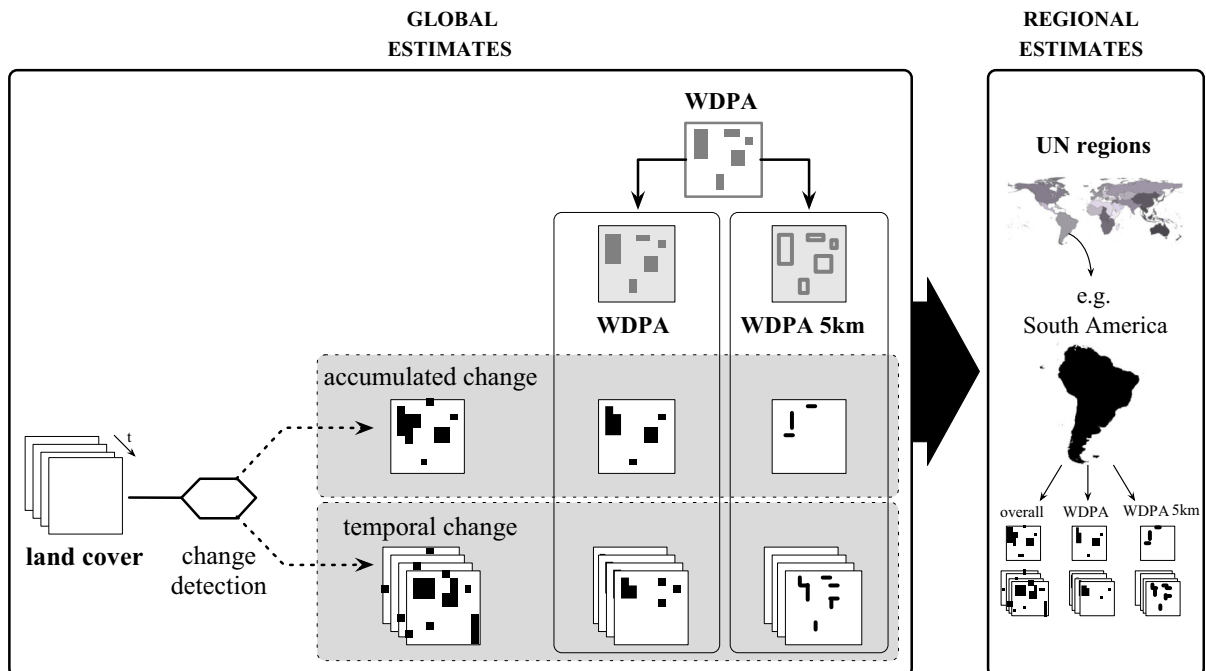 GLOBAL
ESTIMATES
REGIONAL
ESTIMATES
WDPA
WDPA
WDPA 5km
accumulated change
t
land cover
change
detection
temporal change
UN regions
e.g.
South America
overall
WDPA
WDPA 5km